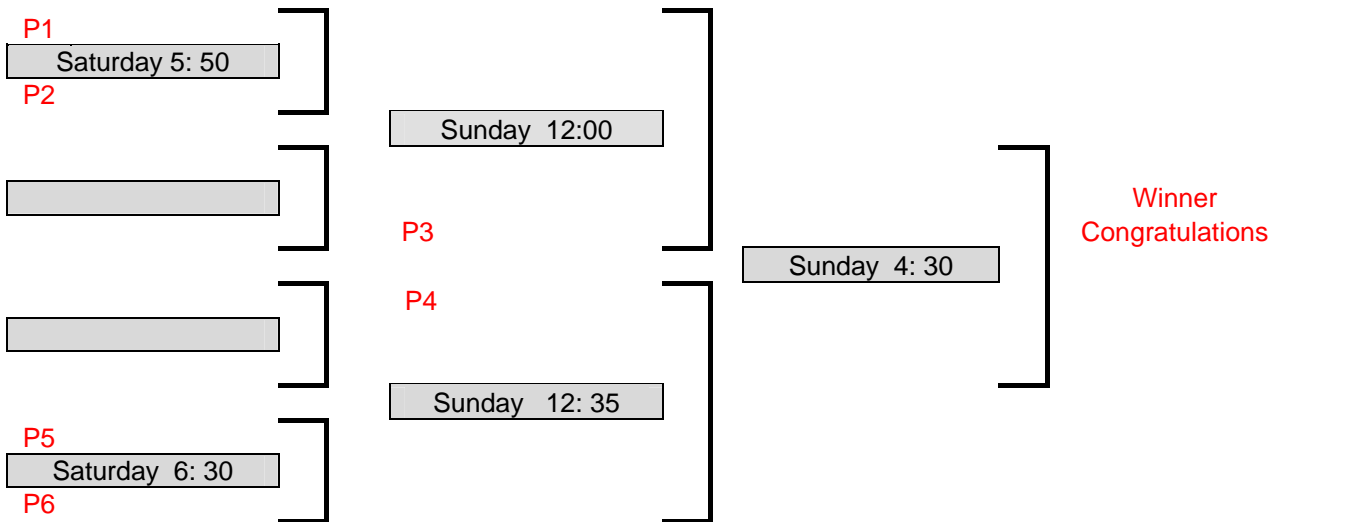 P1
Saturday 5: 50
P2
Sunday 12:00
P3
P4
Sunday 12: 35
P5
Saturday 6: 30
P6
Sunday 4: 30
Winner
Congratulations